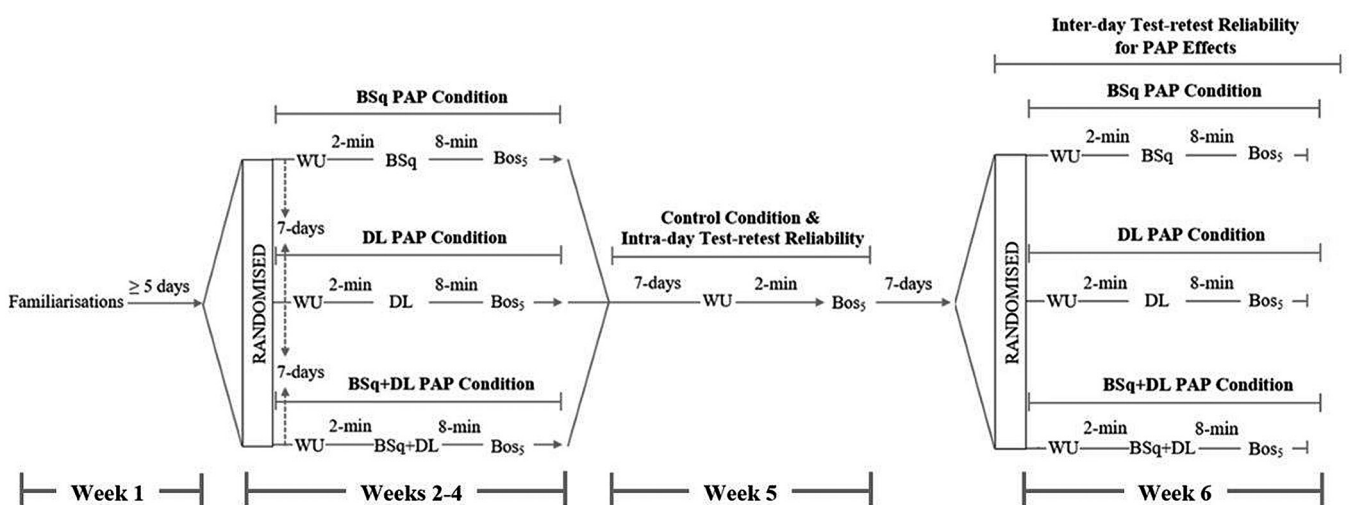 Inter-day Test-retest Reliability
for PAP Effects
BSq PAP Condition
2-min 8-min
WU BSq Bos5
7-days
DL PAP Condition
2-min 8-min
WU DL Bos5
7-days
BSq+DL PAP Condition
2-min 8-min
WU BSq+DL Bos5
Familiarisations
≥ 5 days
RANDOMISED
Control Condition &
Intra-day Test-retest Reliability
7-days WU 2-min Bos5
7-days
RANDOMISED
BSq PAP Condition
2-min 8-min
WU BSq Bos5
DL PAP Condition
2-min 8-min
WU DL Bos5
BSq+DL PAP Condition
2-min 8-min
WU BSq+DL Bos5
Week 1
Weeks 2-4
Week 5
Week 6